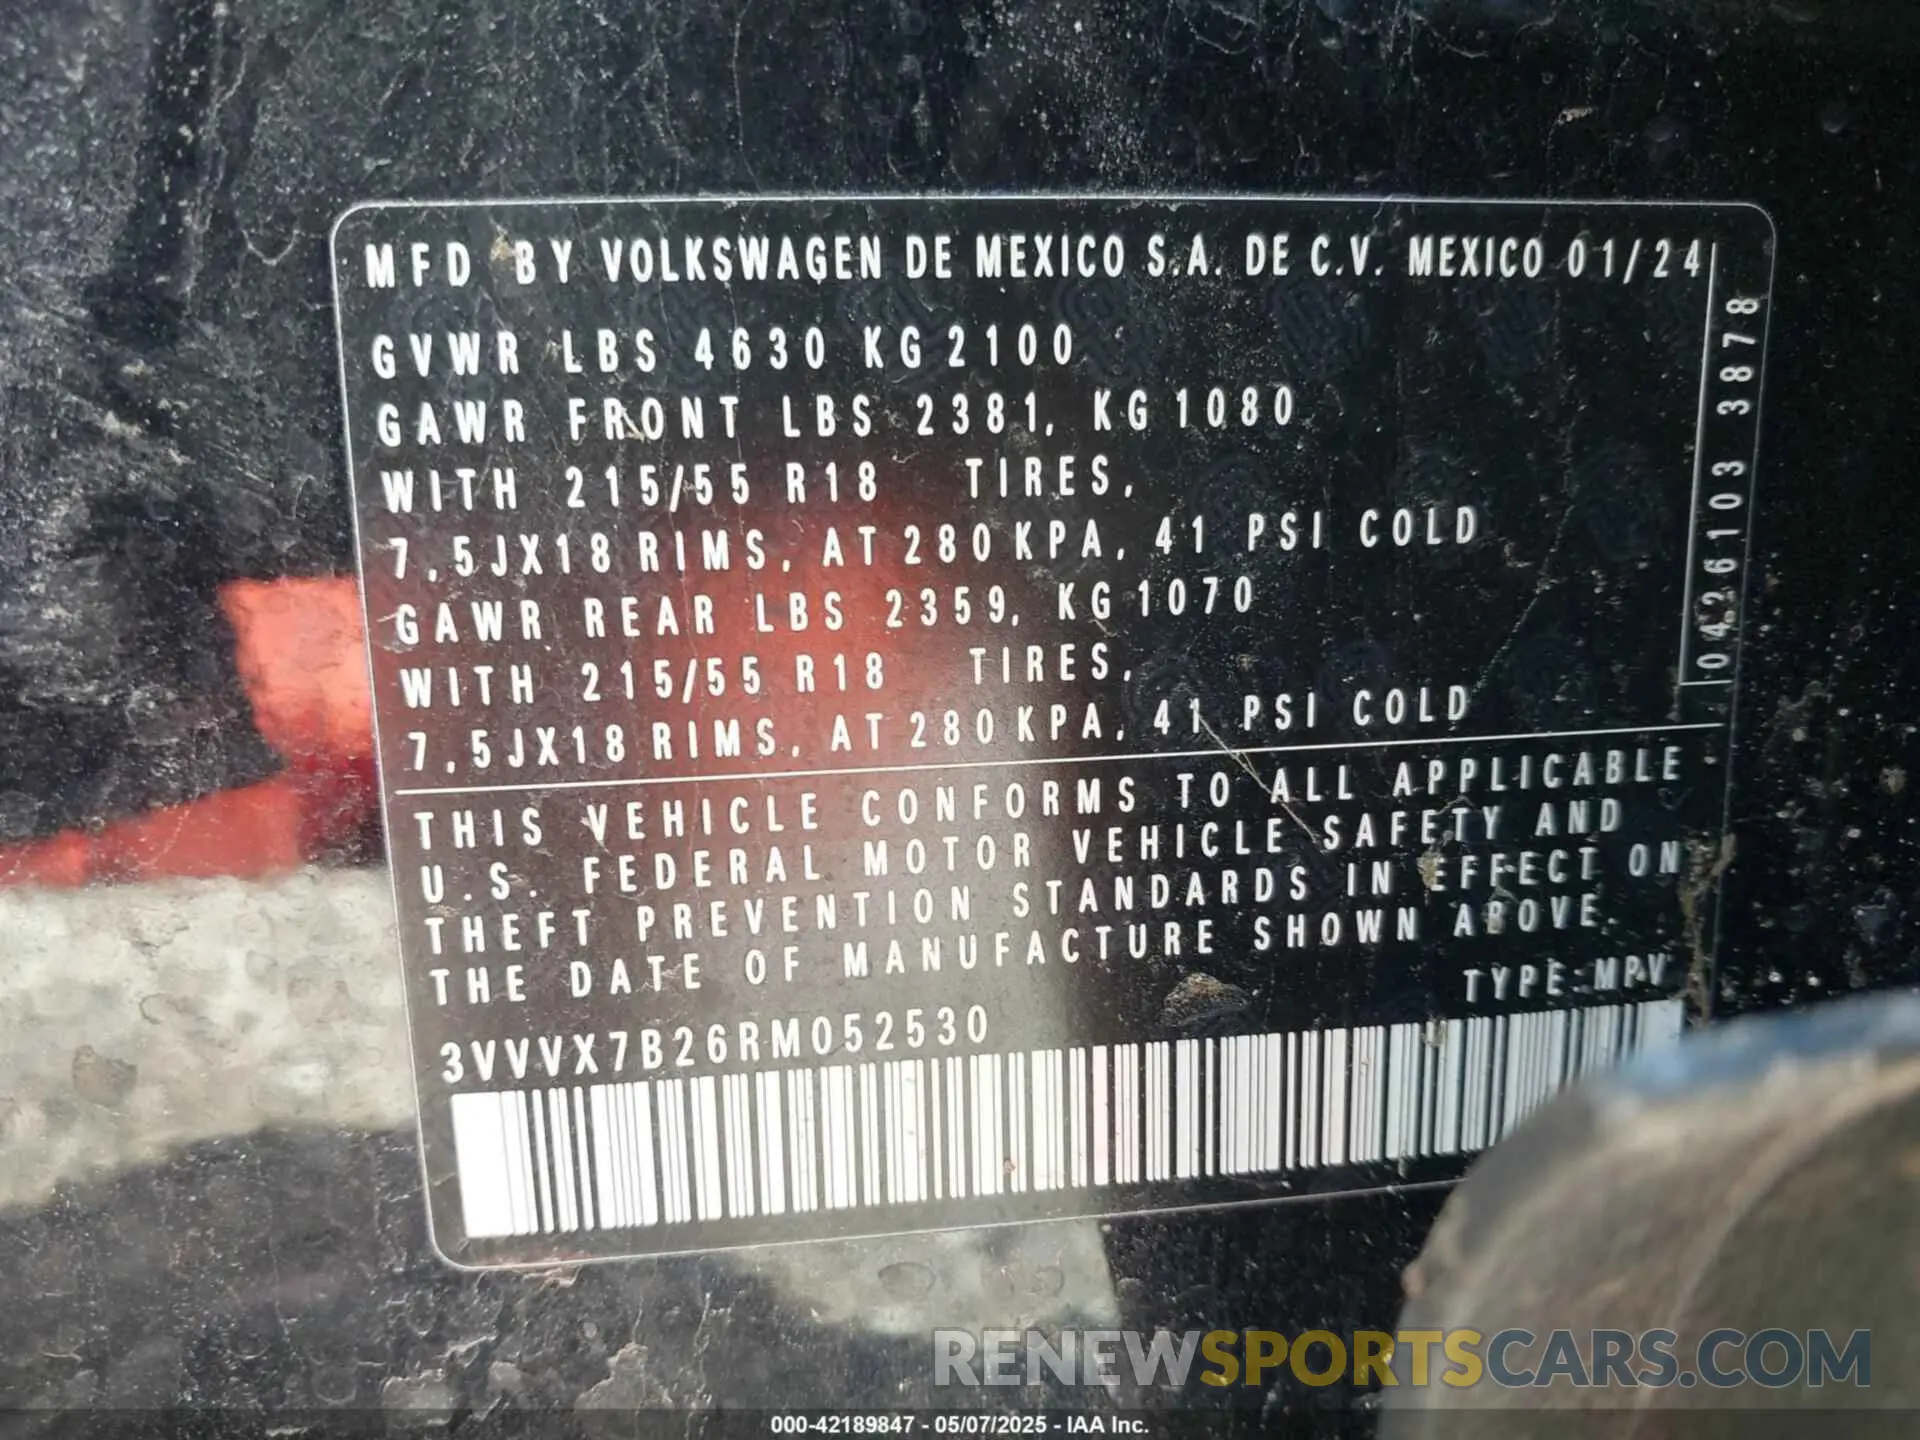 MFD BY VOLKSWAGEN DE MEXICO S.A. DE C.V. MEXICO 01/24
GVWR LBS 4630 KG 2100
GAWR FRONT LBS 2381, KG 1080
WITH 215/55 R18 TIRES,
7,5JX18 RIMS, AT 280 KPA, 41 PSI COLD
GAWR REAR LBS 2359, KG 1070
WITH 215/55 R18 TIRES,
7,5JX18 RIMS, AT 280 KPA, 41 PSI COLD
0426103 3878
THIS VEHICLE CONFORMS TO ALL APPLICABLE
U.S. FEDERAL MOTOR VEHICLE SAFETY AND
THEFT PREVENTION STANDARDS IN EFFECT ON
THE DATE OF MANUFACTURE SHOWN ABOVE.
TYPE: MPV
3VVVX7B26RM052530
RENEWSPORTSCARS.COM
000-42189847 - 05/07/2025 - IAA Inc.